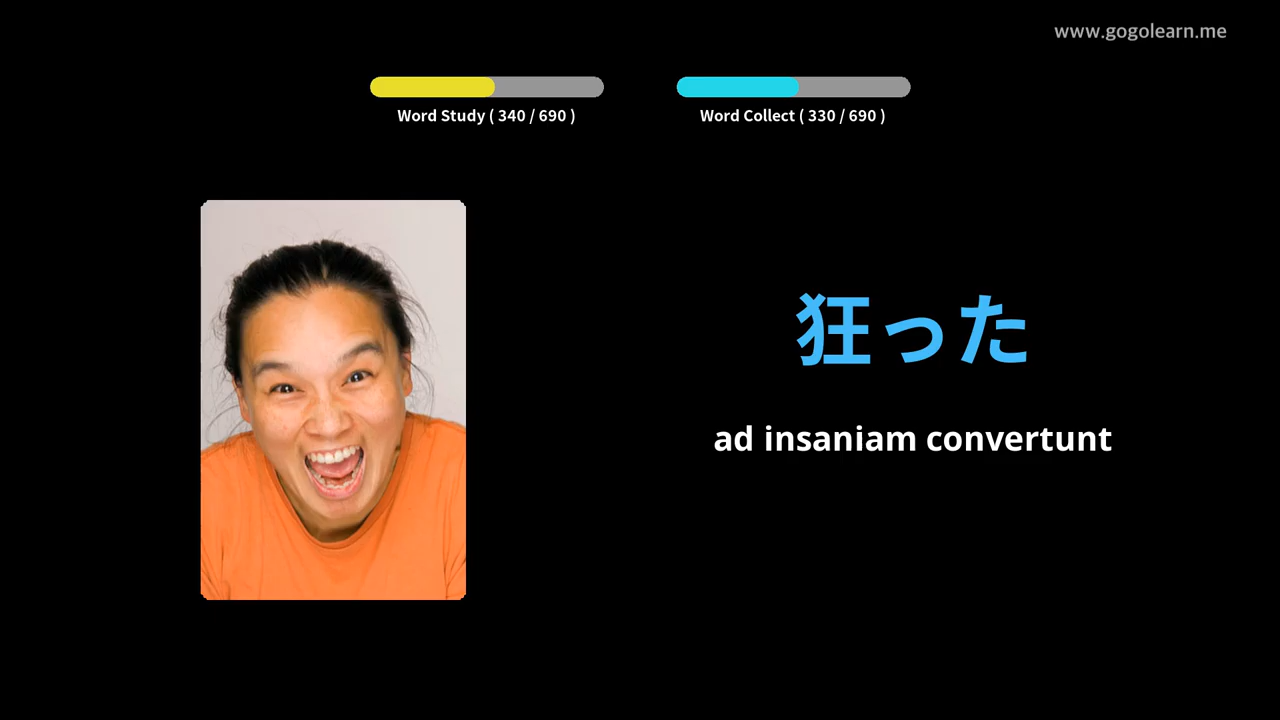 www.gogolearn.me
Word Study ( 340 / 690 )
Word Collect ( 330 / 690 )
狂った
ad insaniam convertunt